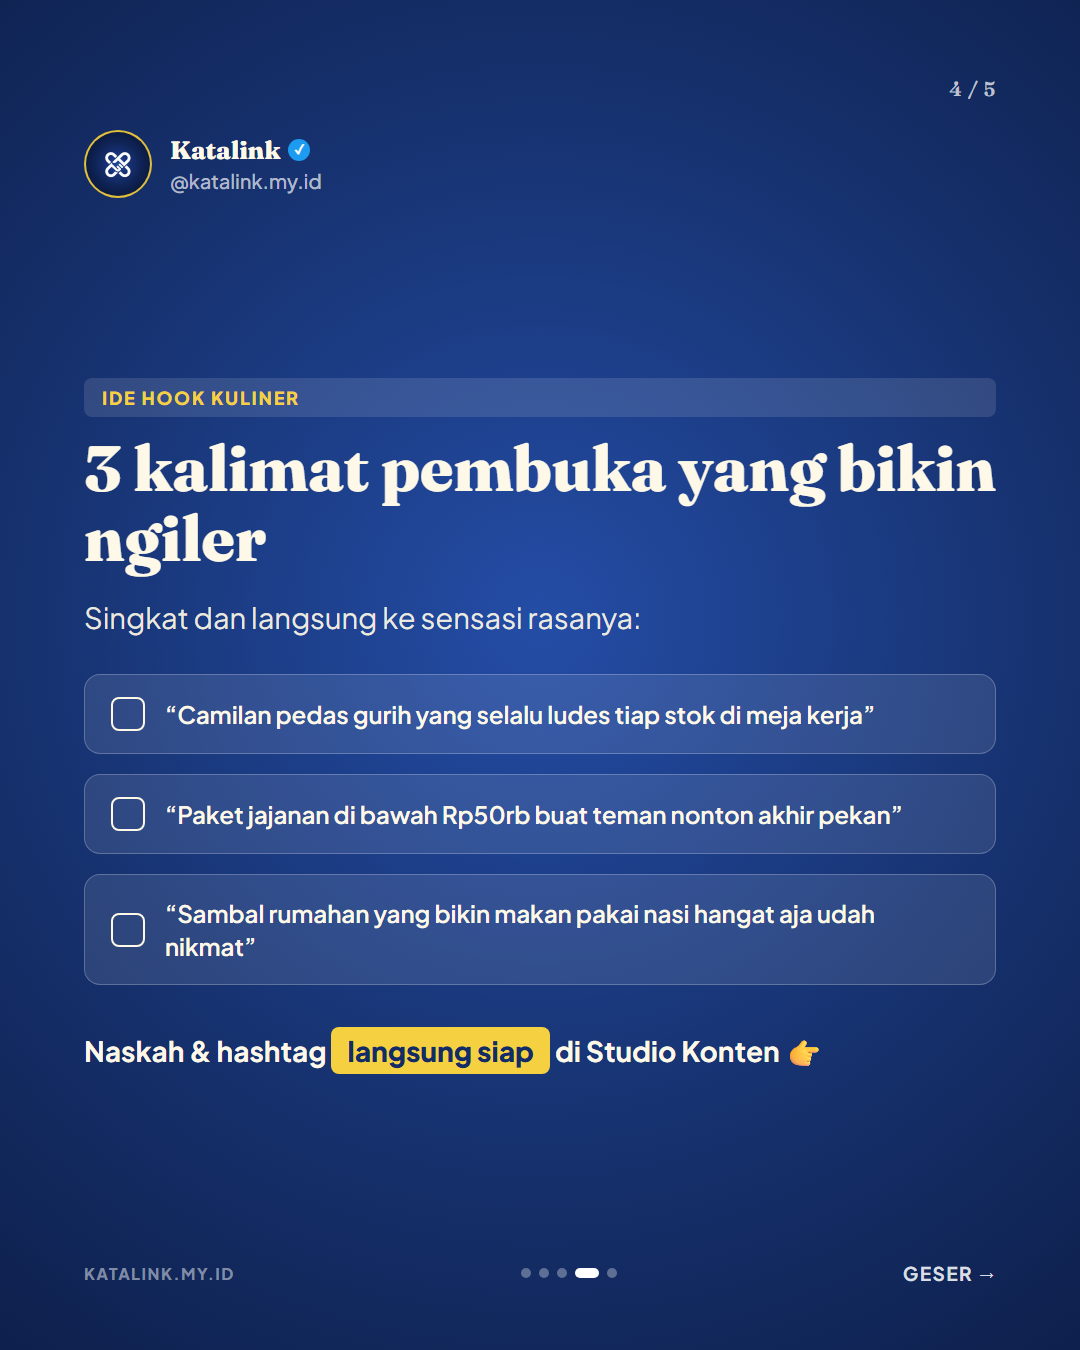 4 / 5
Katalink
@katalink.my.id
IDE HOOK KULINER
3 kalimat pembuka yang bikin
ngiler
Singkat dan langsung ke sensasi rasanya:
“Camilan pedas gurih yang selalu ludes tiap stok di meja kerja”
“Paket jajanan di bawah Rp50rb buat teman nonton akhir pekan”
“Sambal rumahan yang bikin makan pakai nasi hangat aja udah
nikmat”
Naskah & hashtag langsung siap di Studio Konten 👉
KATALINK.MY.ID
GESER →